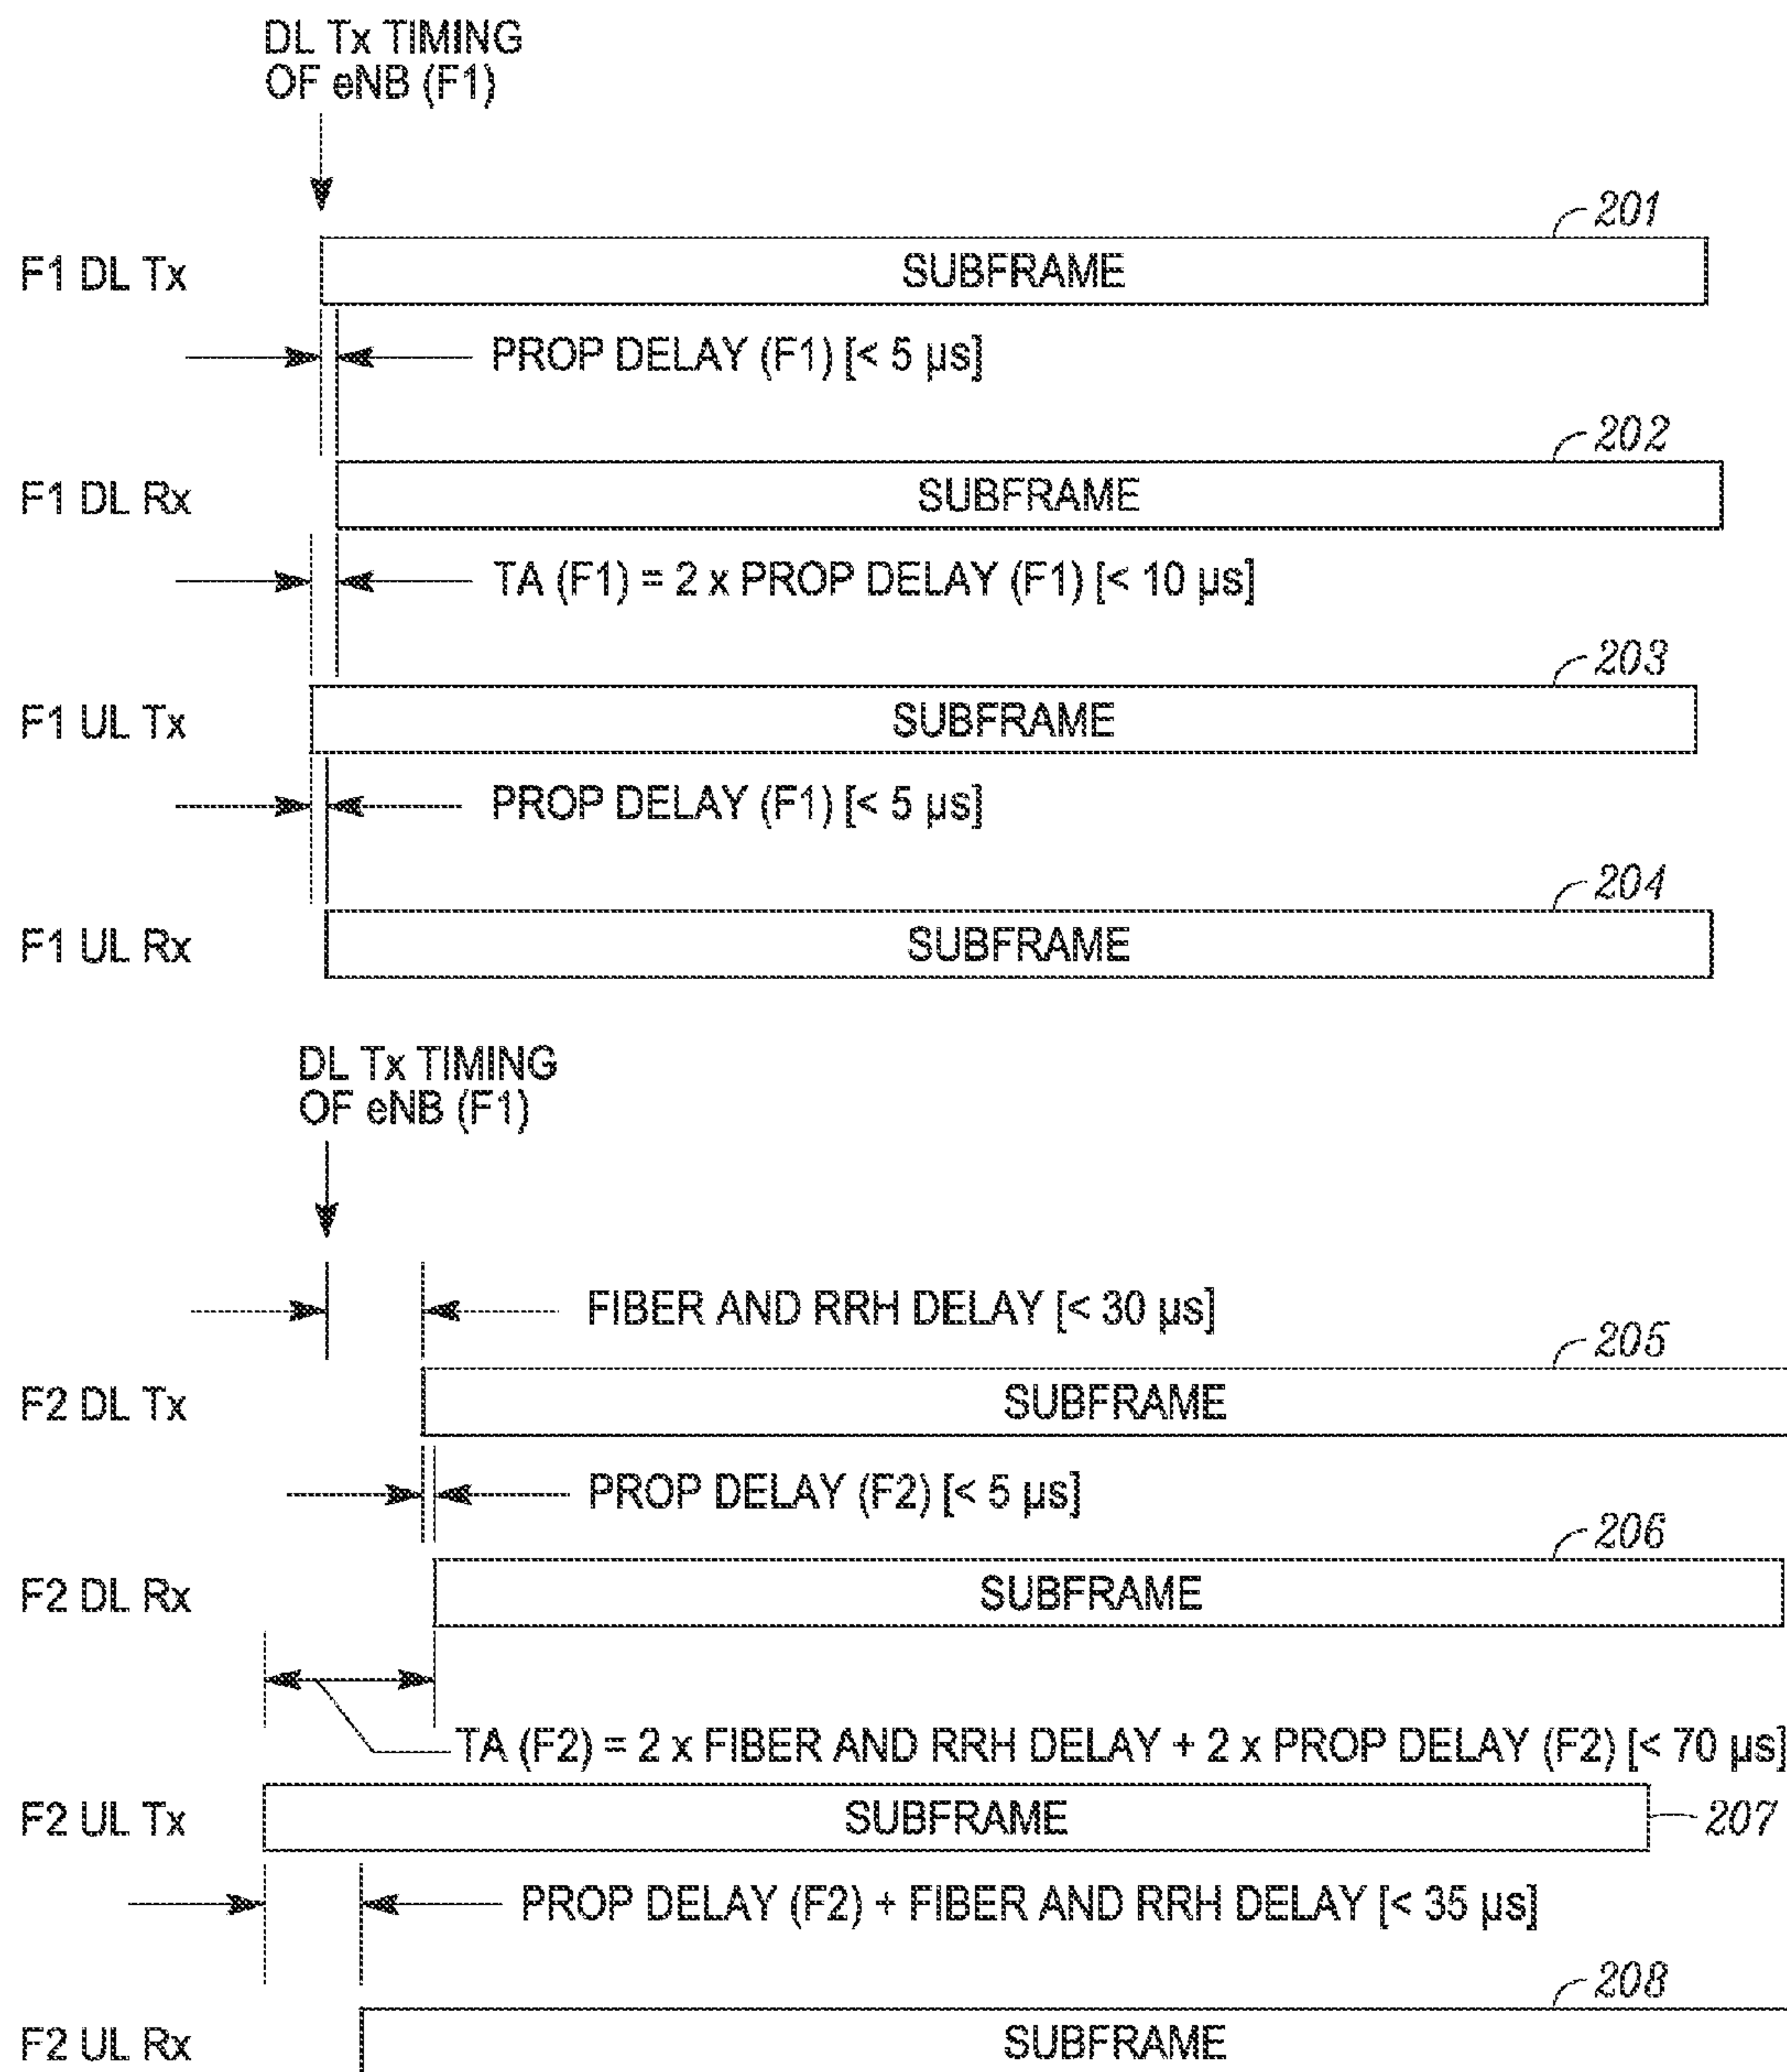 DL Tx TIMING
OF eNB (F1)
201
F1 DL Tx
SUBFRAME
PROP DELAY (F1) [< 5 µs]
202
F1 DL Rx
SUBFRAME
TA (F1) = 2 x PROP DELAY (F1) [< 10 µs]
203
F1 UL Tx
SUBFRAME
PROP DELAY (F1) [< 5 µs]
204
F1 UL Rx
SUBFRAME
DL Tx TIMING
OF eNB (F1)
FIBER AND RRH DELAY [< 30 µs]
205
F2 DL Tx
SUBFRAME
PROP DELAY (F2) [< 5 µs]
206
F2 DL Rx
SUBFRAME
TA (F2) = 2 x FIBER AND RRH DELAY + 2 x PROP DELAY (F2) [< 70 µs]
F2 UL Tx
SUBFRAME
207
PROP DELAY (F2) + FIBER AND RRH DELAY [< 35 µs]
208
F2 UL Rx
SUBFRAME